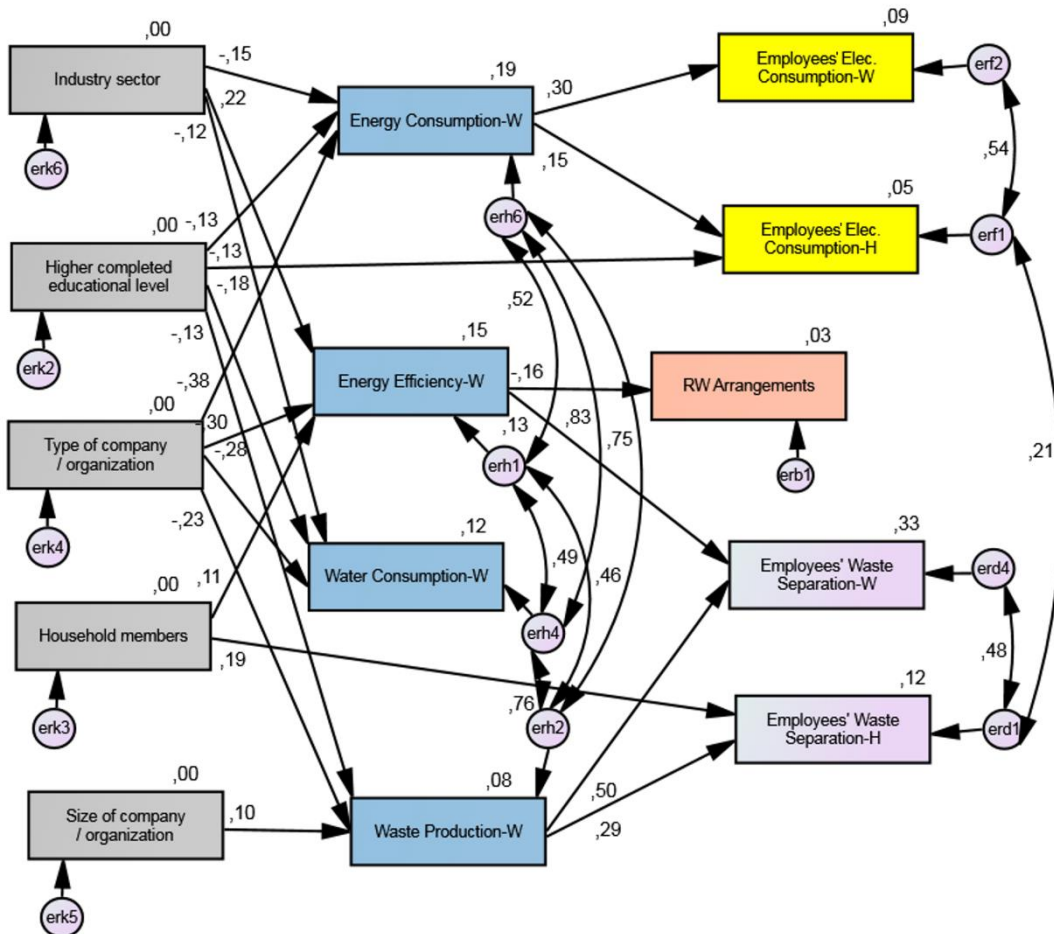 ,00
Industry sector
erk6
-,15
,22
-,12
,00
Higher completed
educational level
erk2
-,13
-,13
-,18
-,13
,00
Type of company
/ organization
erk4
-,38
-,30
-,28
-,23
,00
Household members
erk3
,11
,19
,00
Size of company
/ organization
erk5
,10
,19
Energy Consumption-W
,30
,15
erh6
,15
Energy Efficiency-W
-,16
,13
erh1
,12
Water Consumption-W
erh4
,08
Waste Production-W
erh2
,50
,29
,52
,83
,75
,49
,46
,76
,09
Employees' Elec.
Consumption-W
erf2
,54
,05
Employees' Elec.
Consumption-H
erf1
,03
RW Arrangements
erb1
,21
,33
Employees' Waste
Separation-W
erd4
,48
,12
Employees' Waste
Separation-H
erd1